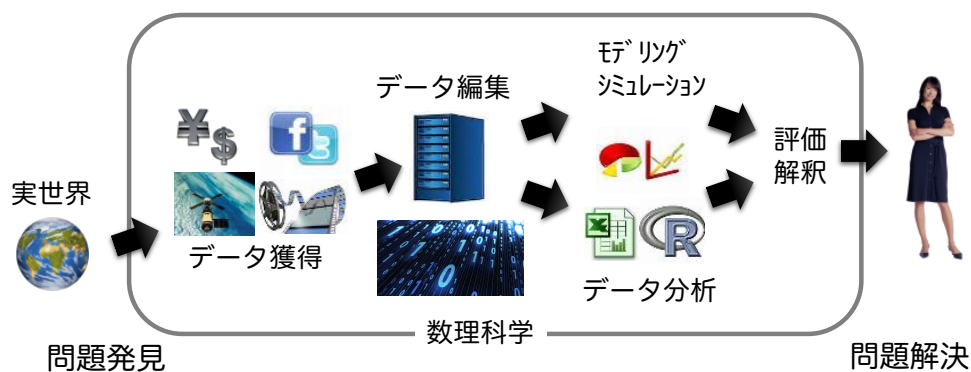 モデリング
シミュレーション
データ編集
¥$
f
t
評価
解釈
実世界
データ獲得
R
データ分析
数理科学
問題発見
問題解決